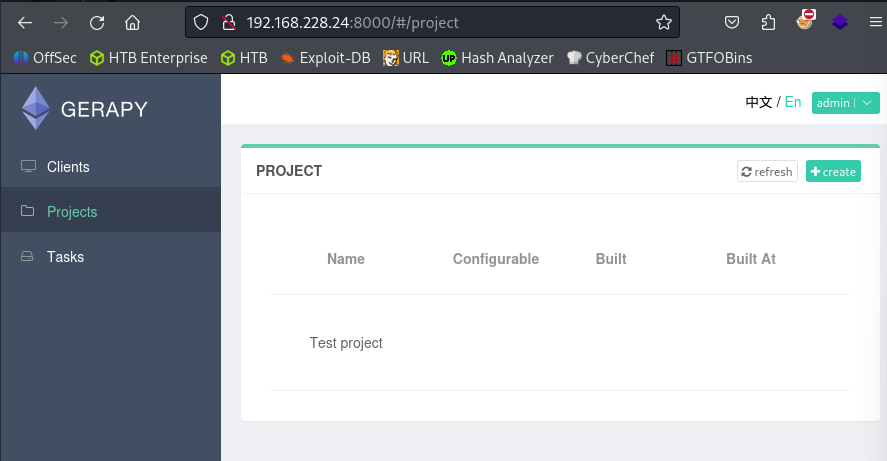 192.168.228.24:8000/#/project
OffSec HTB Enterprise HTB Exploit-DB URL Hash Analyzer CyberChef GTFOBins
GERAPY
中文 / En admin |
Clients
Projects
Tasks
PROJECT
refresh create
Name Configurable Built Built At
Test project